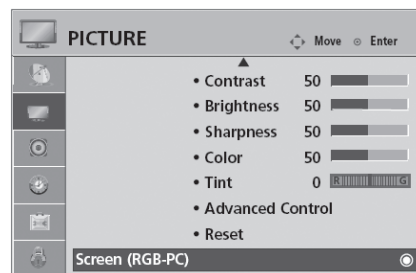 PICTURE
Move Enter
• Contrast 50
• Brightness 50
• Sharpness 50
• Color 50
• Tint 0 R G
• Advanced Control
• Reset
Screen (RGB-PC)